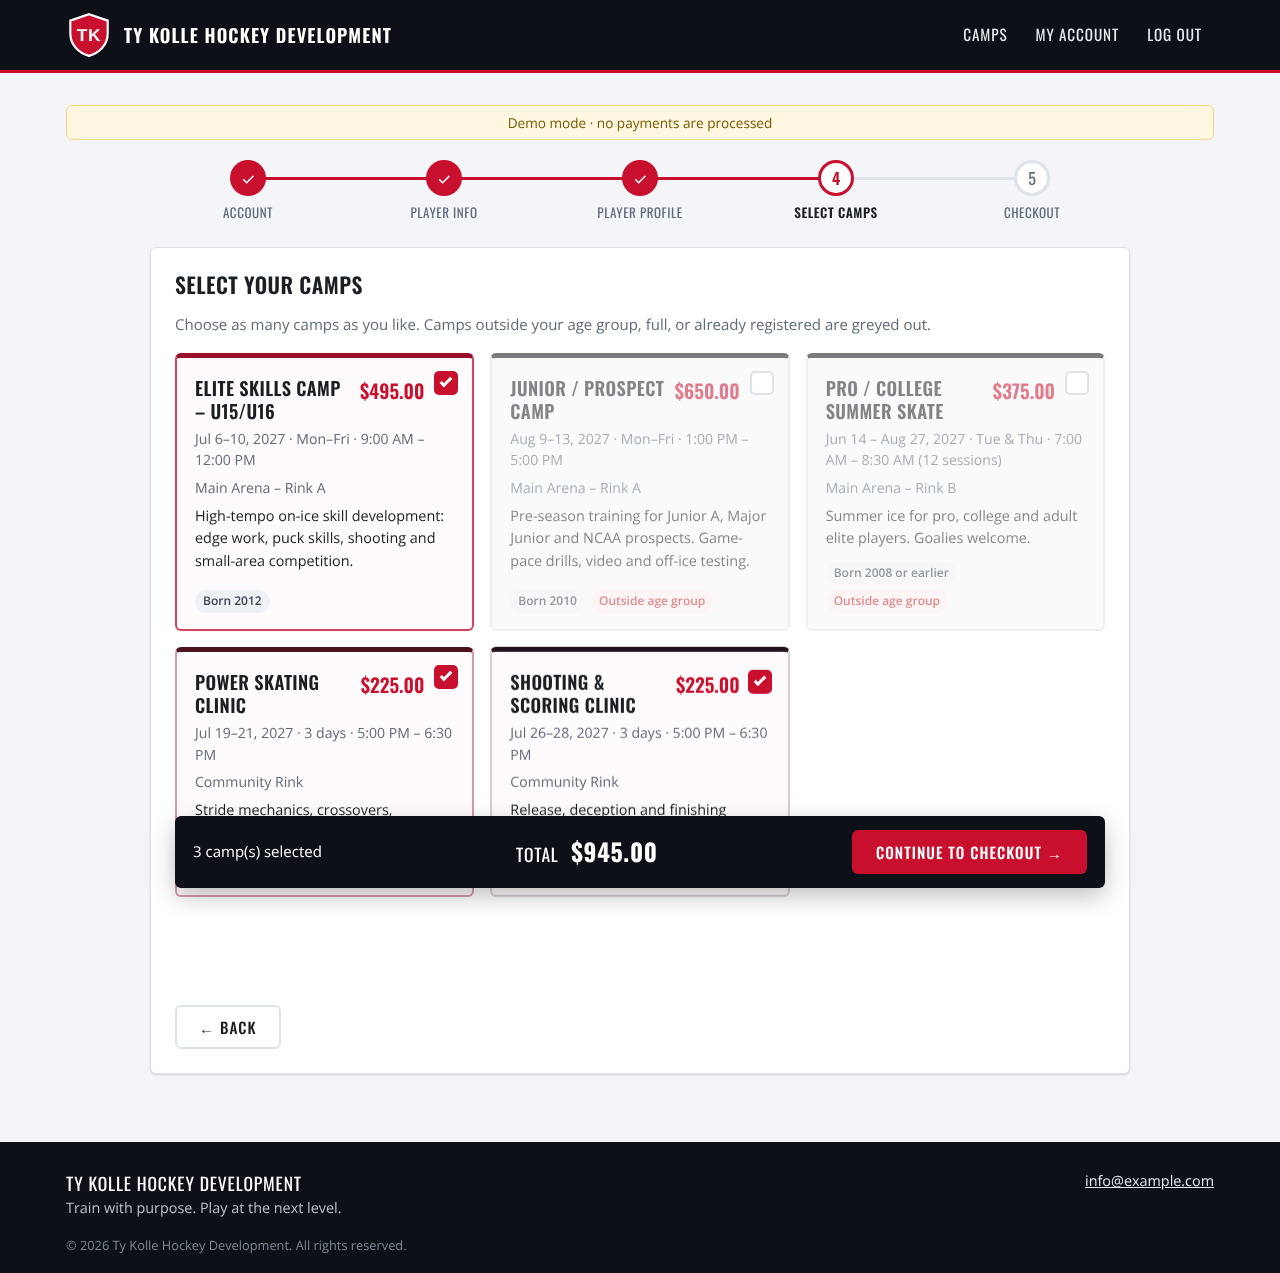 TK
TY KOLLE HOCKEY DEVELOPMENT
CAMPS
MY ACCOUNT
LOG OUT
Demo mode · no payments are processed
4
5
ACCOUNT
PLAYER INFO
PLAYER PROFILE
SELECT CAMPS
CHECKOUT
SELECT YOUR CAMPS
Choose as many camps as you like. Camps outside your age group, full, or already registered are greyed out.
ELITE SKILLS CAMP
– U15/U16
$495.00
Jul 6–10, 2027 · Mon–Fri · 9:00 AM –
12:00 PM
Main Arena – Rink A
High-tempo on-ice skill development:
edge work, puck skills, shooting and
small-area competition.
Born 2012
JUNIOR / PROSPECT
CAMP
$650.00
Aug 9–13, 2027 · Mon–Fri · 1:00 PM –
5:00 PM
Main Arena – Rink A
Pre-season training for Junior A, Major
Junior and NCAA prospects. Game-
pace drills, video and off-ice testing.
Born 2010
Outside age group
PRO / COLLEGE
SUMMER SKATE
$375.00
Jun 14 – Aug 27, 2027 · Tue & Thu · 7:00
AM – 8:30 AM (12 sessions)
Main Arena – Rink B
Summer ice for pro, college and adult
elite players. Goalies welcome.
Born 2008 or earlier
Outside age group
POWER SKATING
CLINIC
$225.00
Jul 19–21, 2027 · 3 days · 5:00 PM – 6:30
PM
Community Rink
Stride mechanics, crossovers,
SHOOTING &
SCORING CLINIC
$225.00
Jul 26–28, 2027 · 3 days · 5:00 PM – 6:30
PM
Community Rink
Release, deception and finishing
3 camp(s) selected
TOTAL $945.00
CONTINUE TO CHECKOUT →
← BACK
TY KOLLE HOCKEY DEVELOPMENT
Train with purpose. Play at the next level.
info@example.com
© 2026 Ty Kolle Hockey Development. All rights reserved.